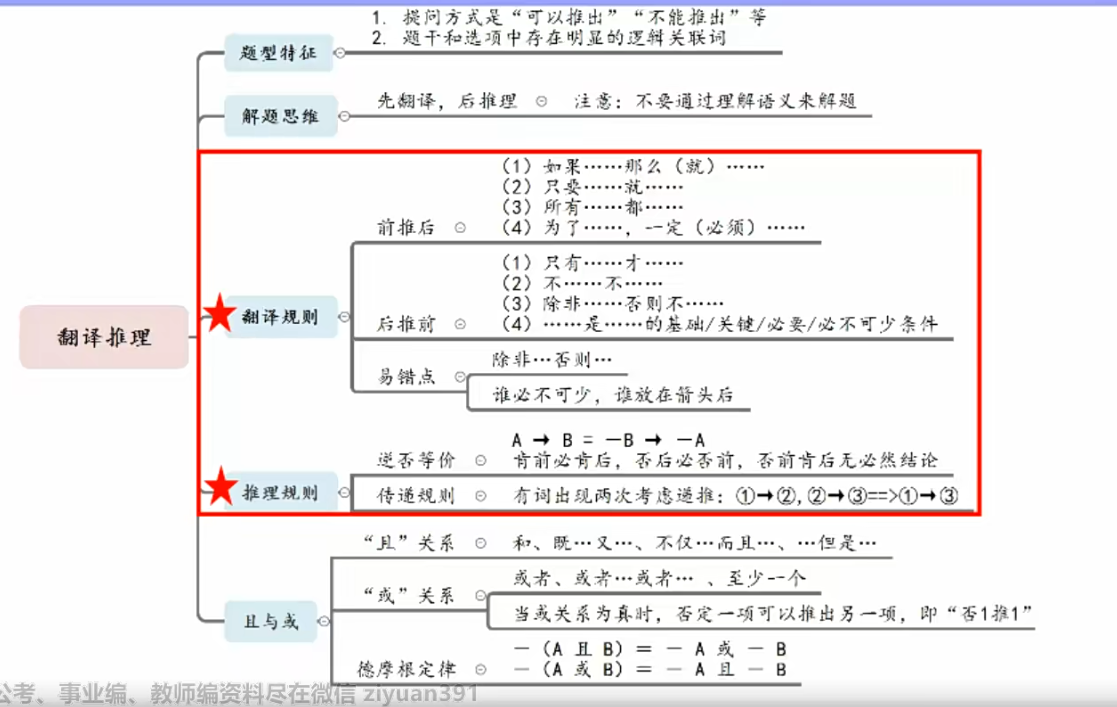 1. 提问方式是“可以推出”“不能推出”等
2. 题干和选项中存在明显的逻辑关联词
题型特征
先翻译，后推理 注意：不要通过理解语义来解题
解题思维
（1）如果……那么（就）……
（2）只要……就……
（3）所有……都……
前推后 （4）为了……，一定（必须）……
（1）只有……才……
（2）不……不……
（3）除非……否则不……
翻译规则
后推前 （4）……是……的基础/关键/必要/必不可少条件
翻译推理
除非…否则…
易错点
谁必不可少，谁放在箭头后
A → B = —B → —A
逆否等价 肯前必肯后，否后必否前，否前肯后无必然结论
推理规则
传递规则 有词出现两次考虑递推：①→②,②→③==>①→③
“且”关系 和、既…又…、不仅…而且…、…但是…
或者、或者…或者… 、至少一个
“或”关系
当或关系为真时，否定一项可以推出另一项，即“否1推1”
且与或
— （A 且 B） = — A 或 — B
德摩根定律 — （A 或 B） = — A 且 — B
公考、事业编、教师编资料尽在微信 ziyuan391